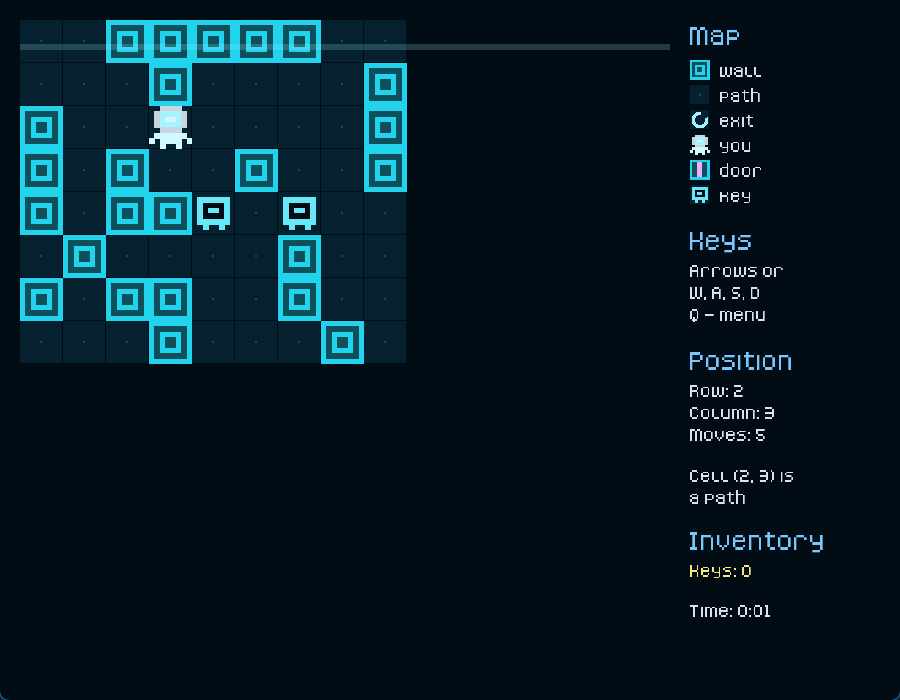 Map
wall
path
exit
you
door
key
Keys
Arrows or
W, A, S, D
Q – menu
Position
Row: 2
Column: 3
Moves: 5
Cell (2, 3) is
a path
Inventory
Keys: 0
Time: 0:01